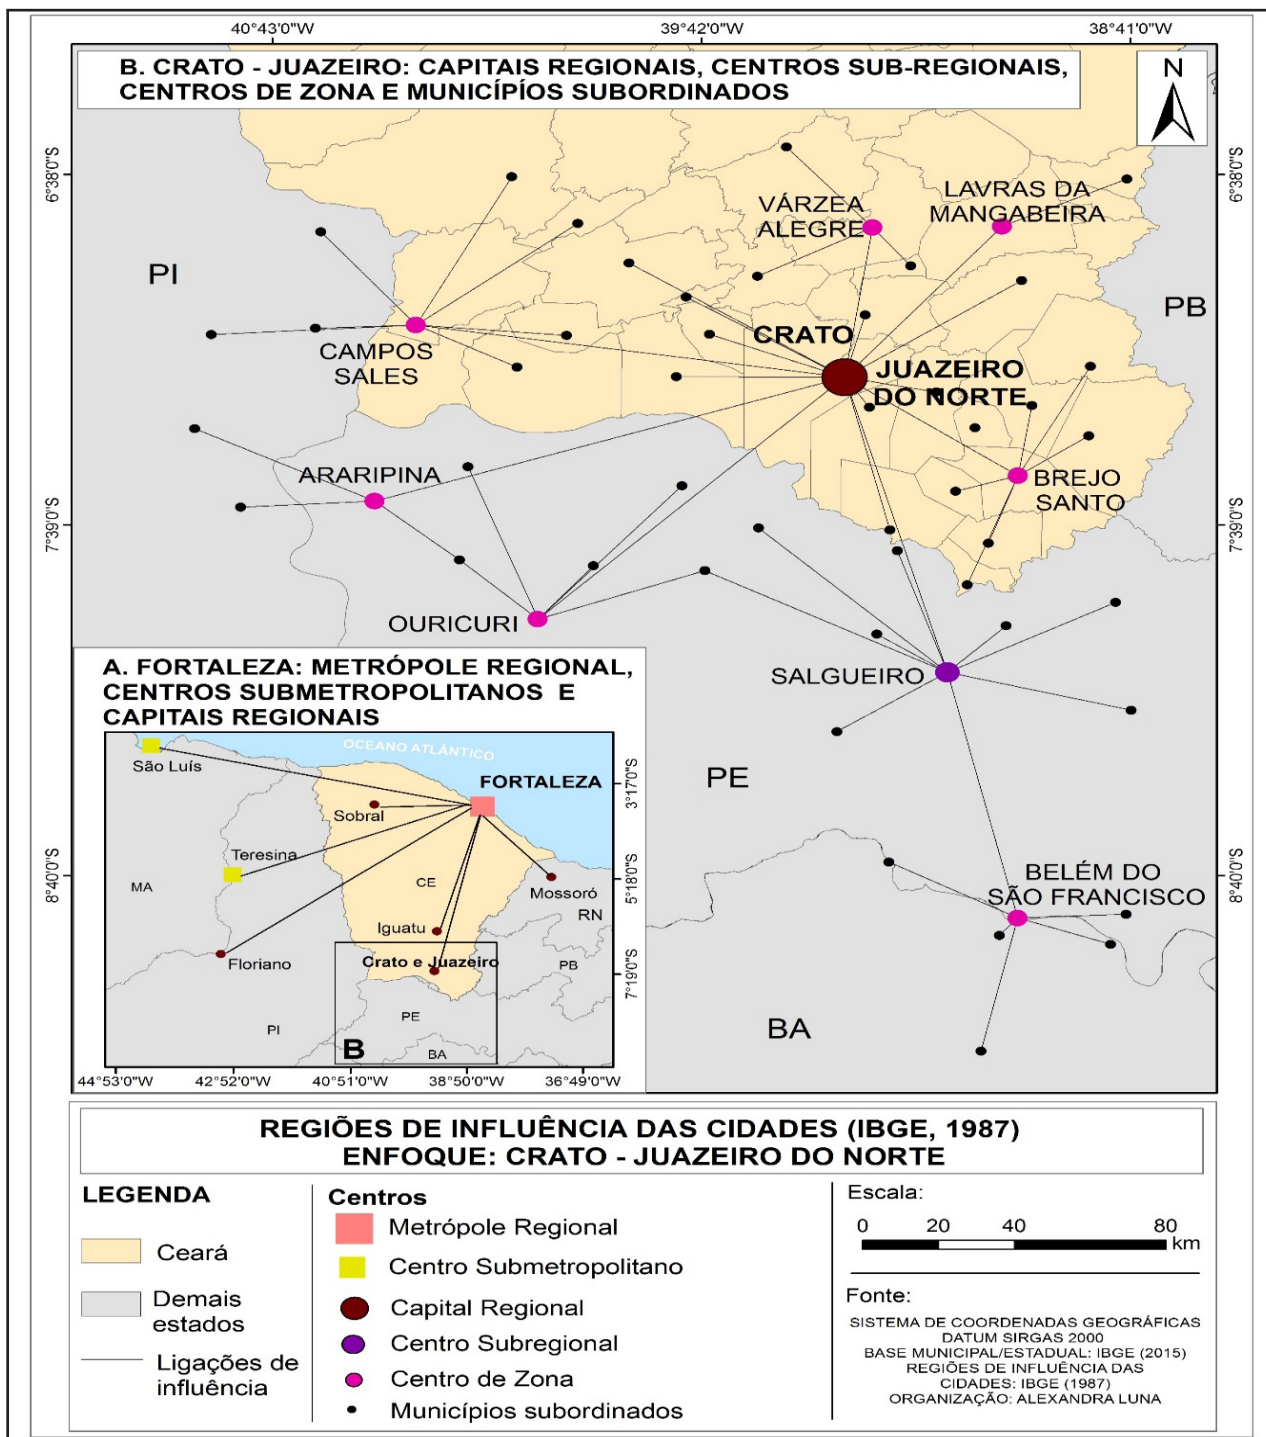 40°43'0"W
39°42'0"W
38°41'0"W
B. CRATO - JUAZEIRO: CAPITAIS REGIONAIS, CENTROS SUB-REGIONAIS,
CENTROS DE ZONA E MUNICÍPÍOS SUBORDINADOS
N
6°38'0"S
6°38'0"S
VÁRZEA
ALEGRE
LAVRAS DA
MANGABEIRA
PI
PB
CRATO
CAMPOS
SALES
JUAZEIRO
DO NORTE
ARARIPINA
BREJO
SANTO
7°39'0"S
7°39'0"S
OURICURI
SALGUEIRO
PE
8°40'0"S
8°40'0"S
BELÉM DO
SÃO FRANCISCO
BA
A. FORTALEZA: METRÓPOLE REGIONAL,
CENTROS SUBMETROPOLITANOS E
CAPITAIS REGIONAIS
OCEANO ATLÂNTICO
São Luís
FORTALEZA
3°17'0"S
Sobral
Teresina
MA
CE
Mossoró
5°18'0"S
RN
Iguatu
Floriano
Crato e Juazeiro
PB
7°19'0"S
PI
PE
B
BA
44°53'0"W
42°52'0"W
40°51'0"W
38°50'0"W
36°49'0"W
REGIÕES DE INFLUÊNCIA DAS CIDADES (IBGE, 1987)
ENFOQUE: CRATO - JUAZEIRO DO NORTE
LEGENDA
Ceará
Demais
estados
Ligações de
influência
Centros
Metrópole Regional
Centro Submetropolitano
Capital Regional
Centro Subregional
Centro de Zona
Municípios subordinados
Escala:
0 20 40 80
km
Fonte:
SISTEMA DE COORDENADAS GEOGRÁFICAS
DATUM SIRGAS 2000
BASE MUNICIPAL/ESTADUAL: IBGE (2015)
REGIÕES DE INFLUÊNCIA DAS
CIDADES: IBGE (1987)
ORGANIZAÇÃO: ALEXANDRA LUNA